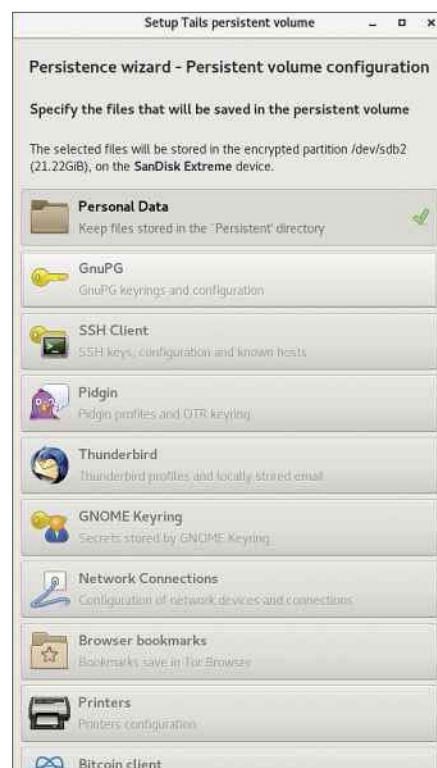 Setup Tails persistent volume
Persistence wizard - Persistent volume configuration
Specify the files that will be saved in the persistent volume
The selected files will be stored in the encrypted partition /dev/sdb2
(21.22GiB), on the SanDisk Extreme device.
Personal Data
Keep files stored in the `Persistent' directory
GnuPG
GnuPG keyrings and configuration
SSH Client
SSH keys, configuration and known hosts
Pidgin
Pidgin profiles and OTR keyring
Thunderbird
Thunderbird profiles and locally stored email
GNOME Keyring
Secrets stored by GNOME Keyring
Network Connections
Configuration of network devices and connections
Browser bookmarks
Bookmarks save in Tor Browser
Printers
Printers configuration
Bitcoin client